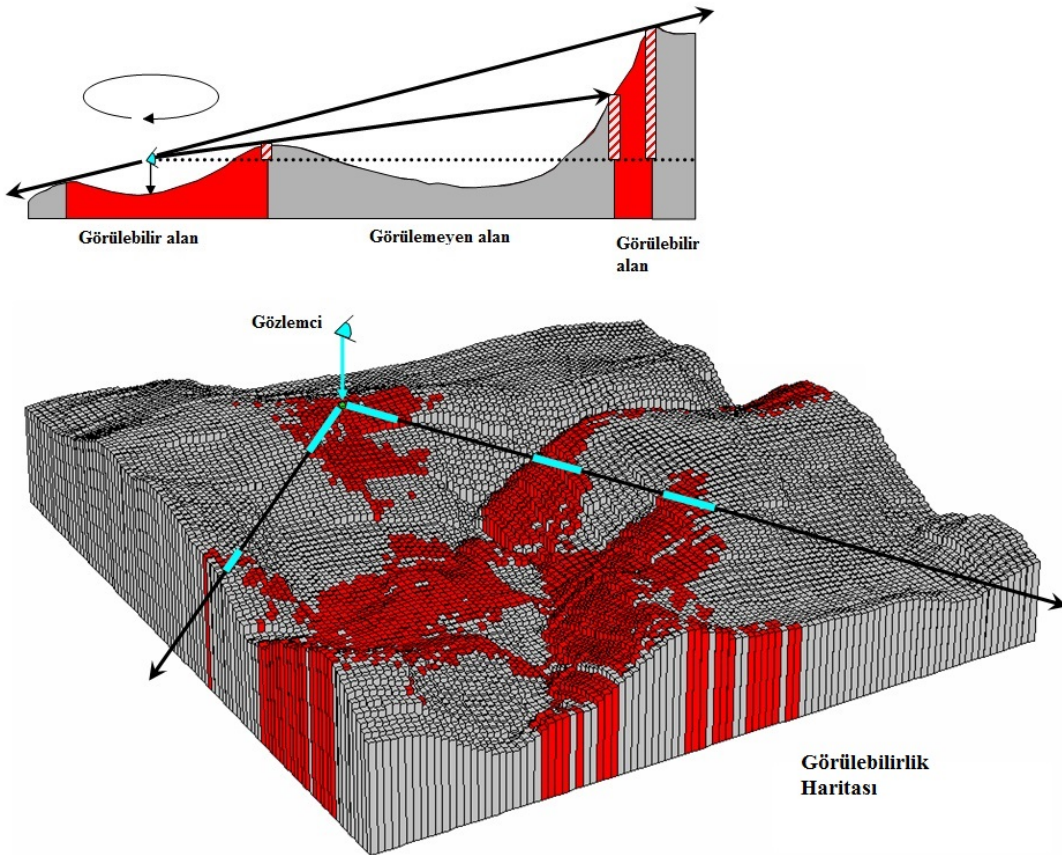 Görülebilir alan
Görülemeyen alan
Görülebilir
alan
Gözlemci
Görülebilirlik
Haritası